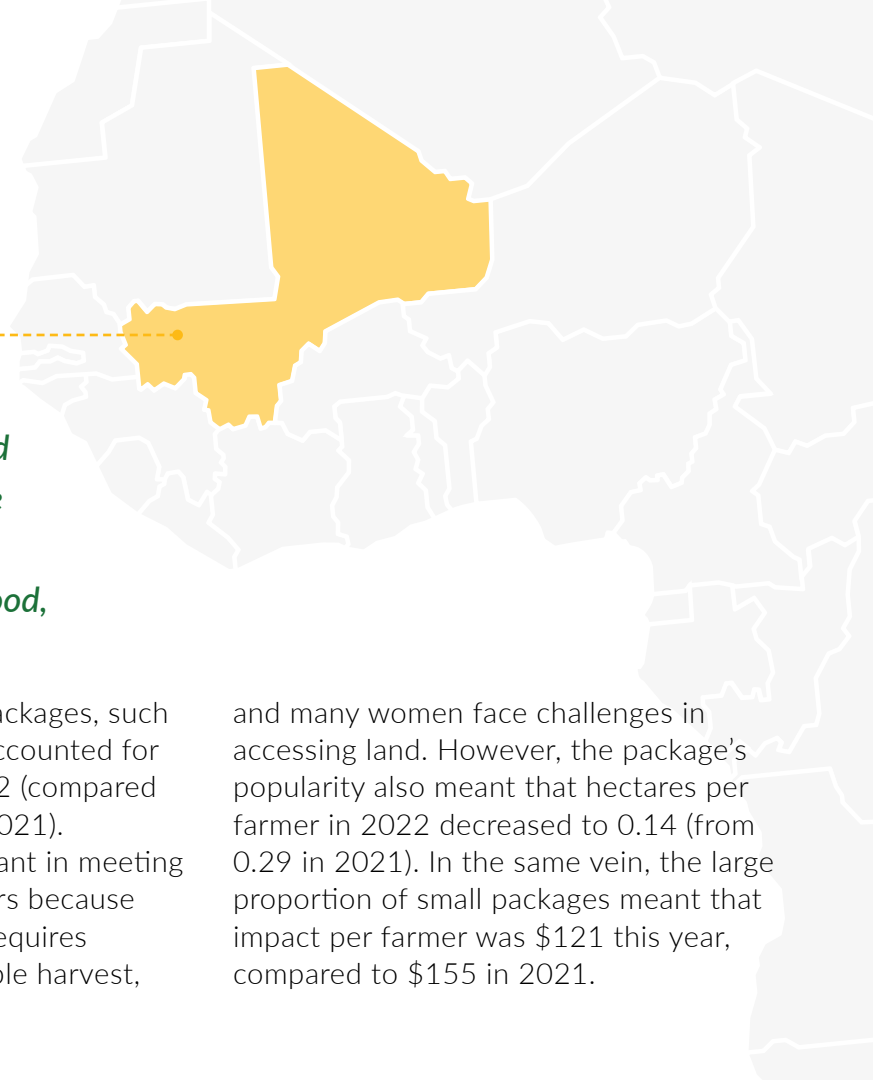 ood,
ackages, such
ccounted for
2 (compared
021).
ant in meeting
rs because
equires
ble harvest,
and many women face challenges in
accessing land. However, the package’s
popularity also meant that hectares per
farmer in 2022 decreased to 0.14 (from
0.29 in 2021). In the same vein, the large
proportion of small packages meant that
impact per farmer was $121 this year,
compared to $155 in 2021.